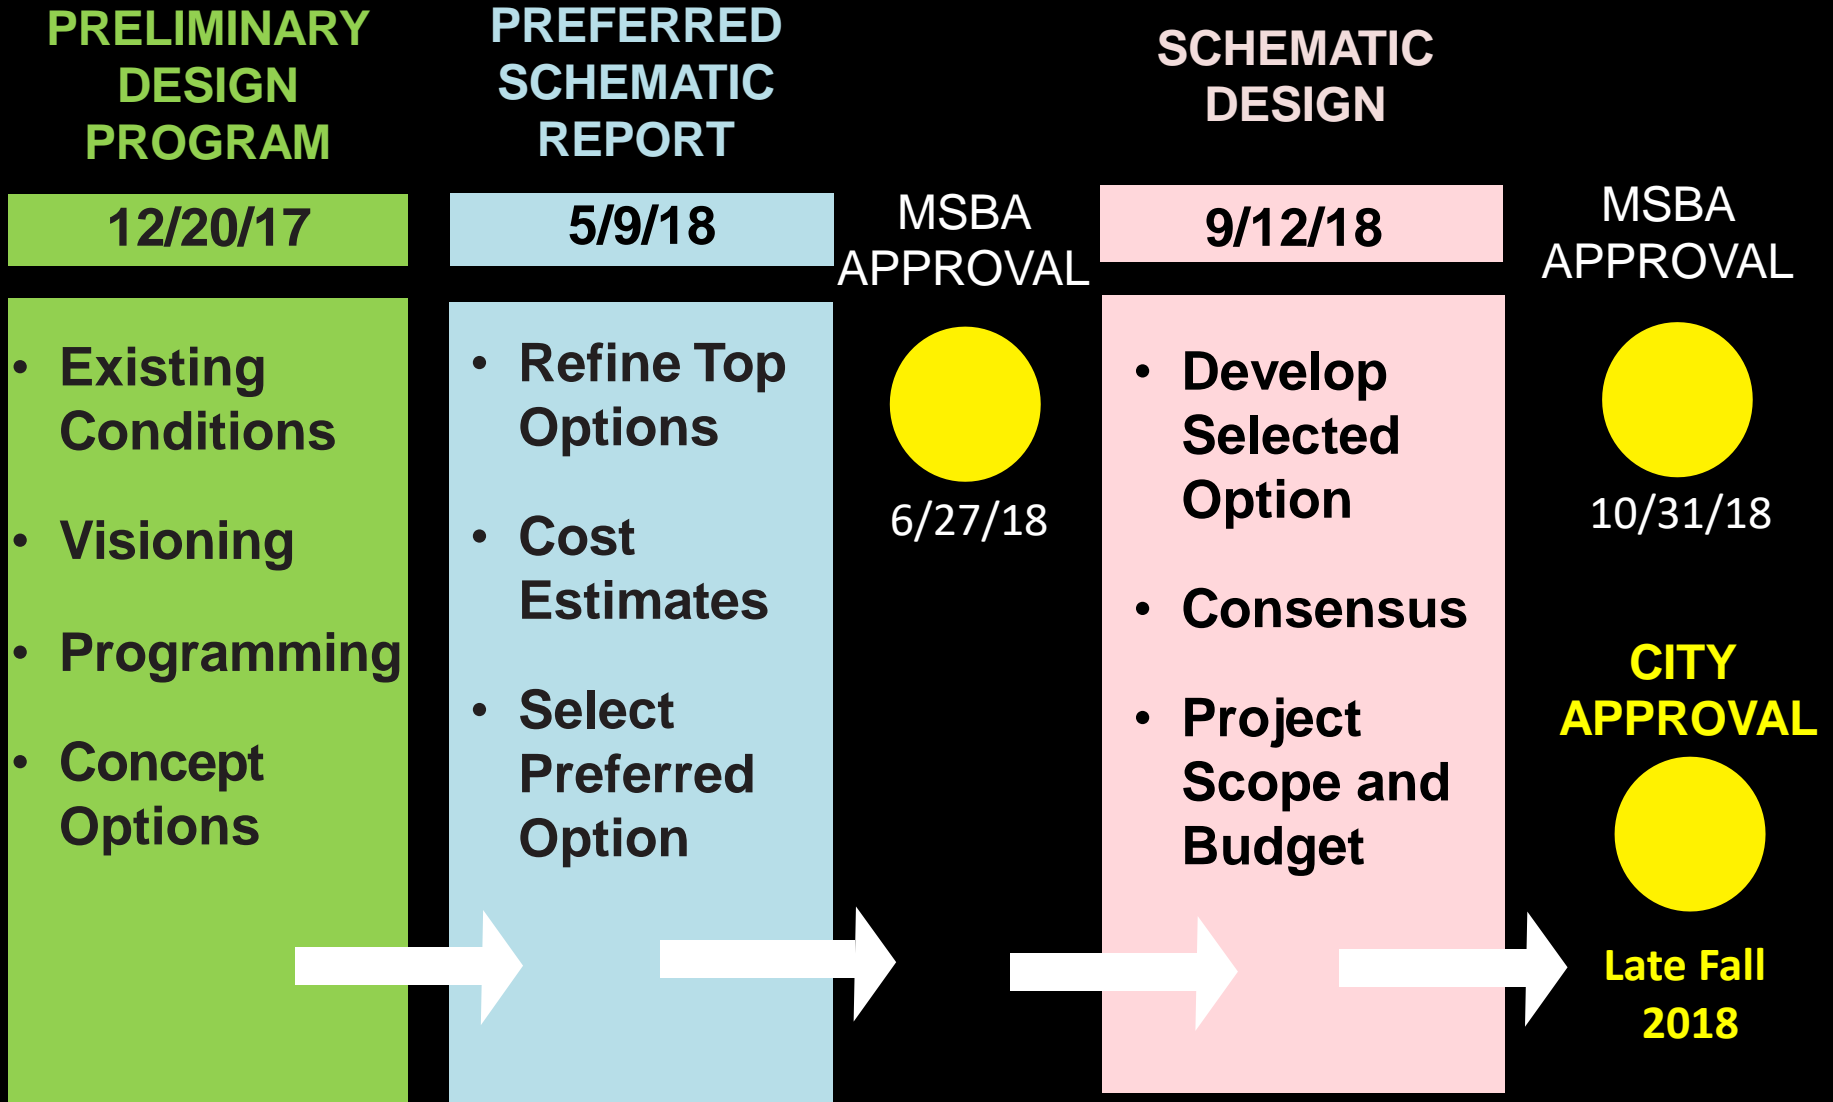 PRELIMINARY
DESIGN
PROGRAM
12/20/17
• Existing
Conditions
• Visioning
• Programming
• Concept
Options
PREFERRED
SCHEMATIC
REPORT
5/9/18
• Refine Top
Options
• Cost
Estimates
• Select
Preferred
Option
MSBA
APPROVAL
6/27/18
SCHEMATIC
DESIGN
9/12/18
• Develop
Selected
Option
• Consensus
• Project
Scope and
Budget
MSBA
APPROVAL
10/31/18
CITY
APPROVAL
Late Fall
2018